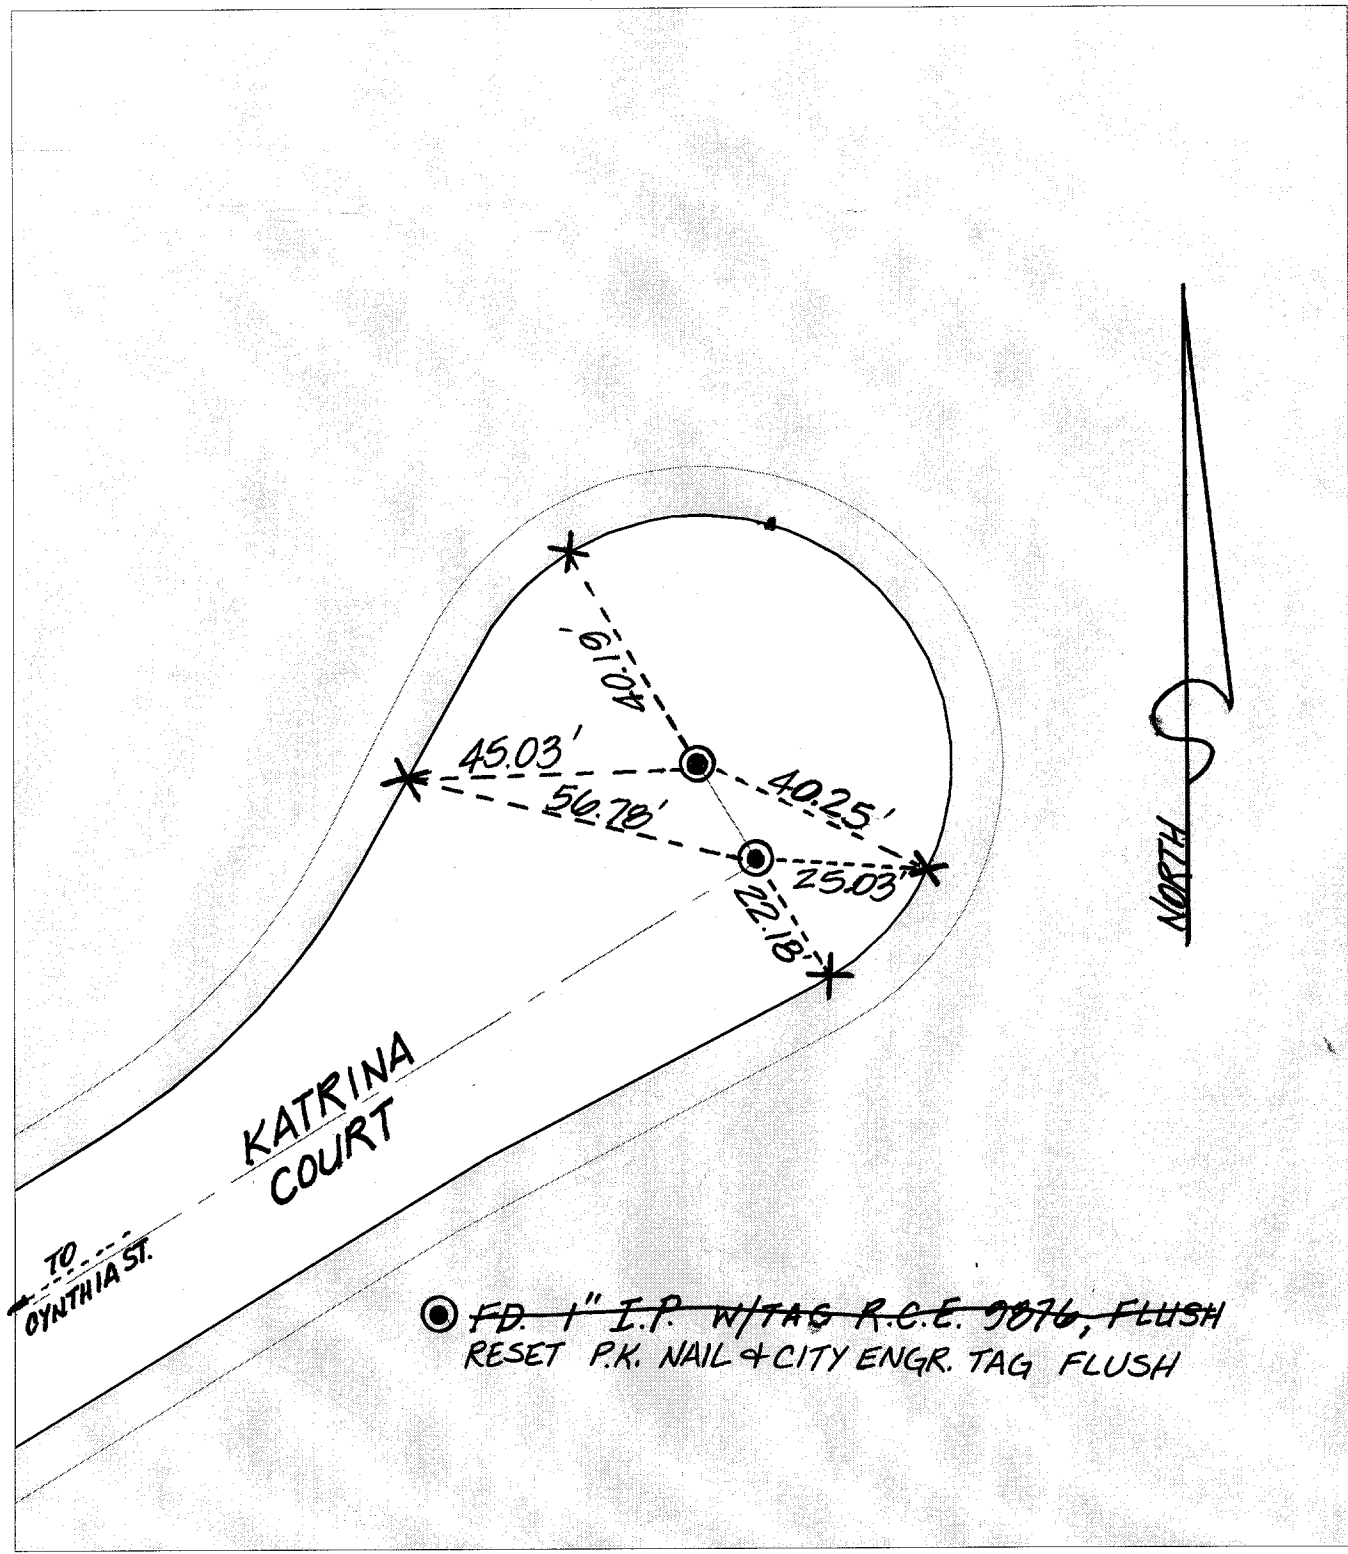 40.19'
45.03'
56.78'
40.25'
25.03'
22.18'
NORTH
KATRINA
COURT
TO
CYNTHIA ST.
FD. 1" I.P. W/TAG R.C.E. 9876, FLUSH
RESET P.K. NAIL & CITY ENGR. TAG FLUSH